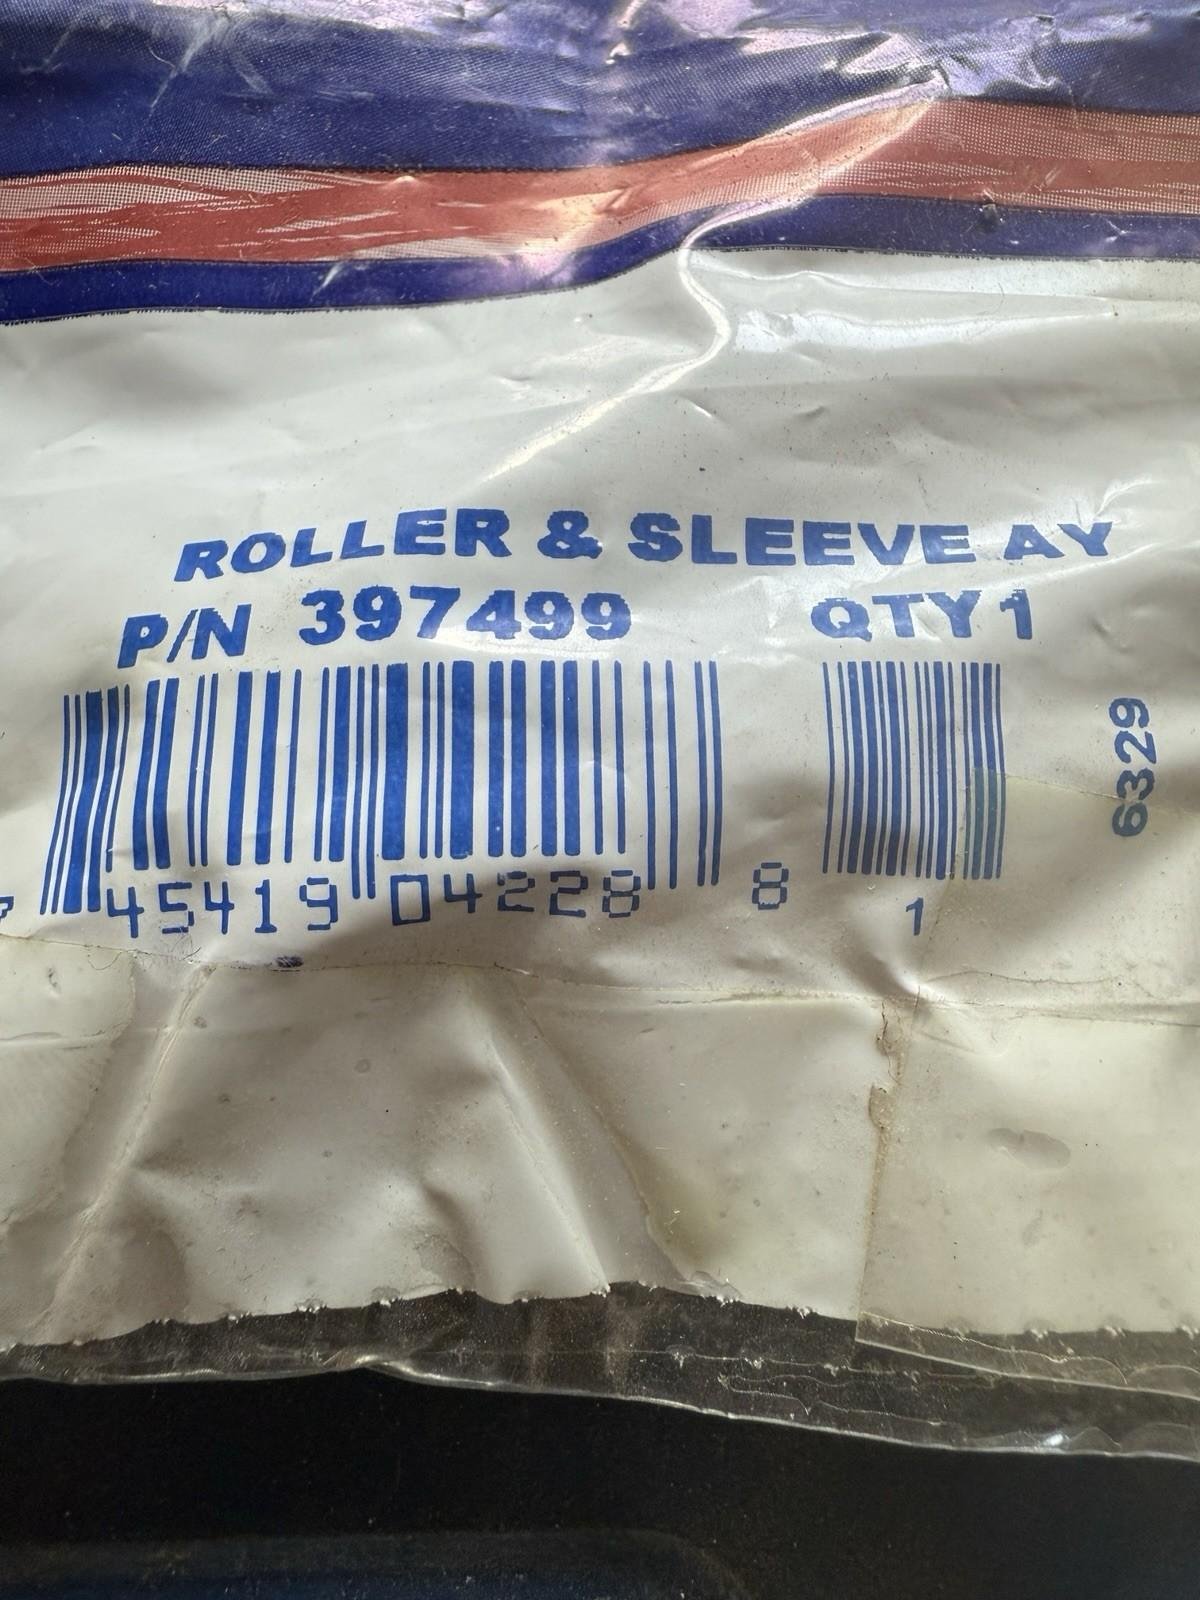 ROLLER & SLEEVE AY
P/N 397499 QTY 1
6329
45419 04228 8
1